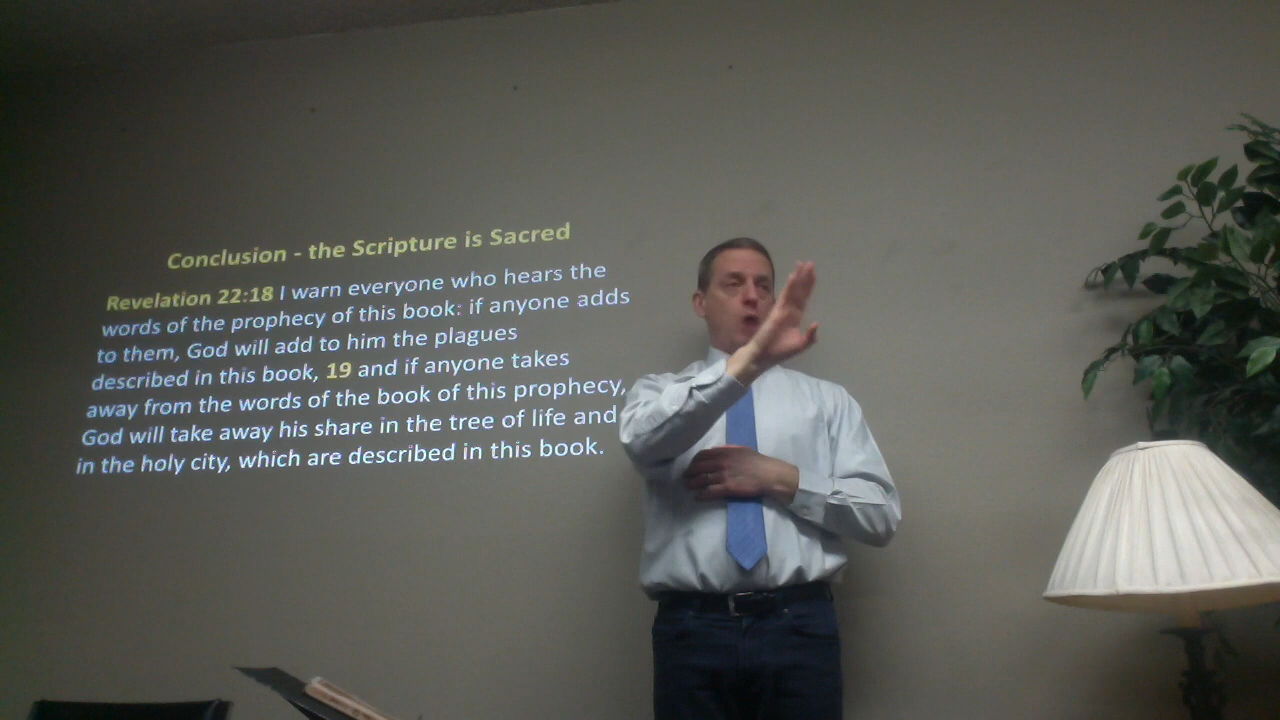 Conclusion - the Scripture is Sacred
Revelation 22:18 I warn everyone who hears the
words of the prophecy of this book: if anyone adds
to them, God will add to him the plagues
described in this book, 19 and if anyone takes
away from the words of the book of this prophecy,
God will take away his share in the tree of life and
in the holy city, which are described in this book.